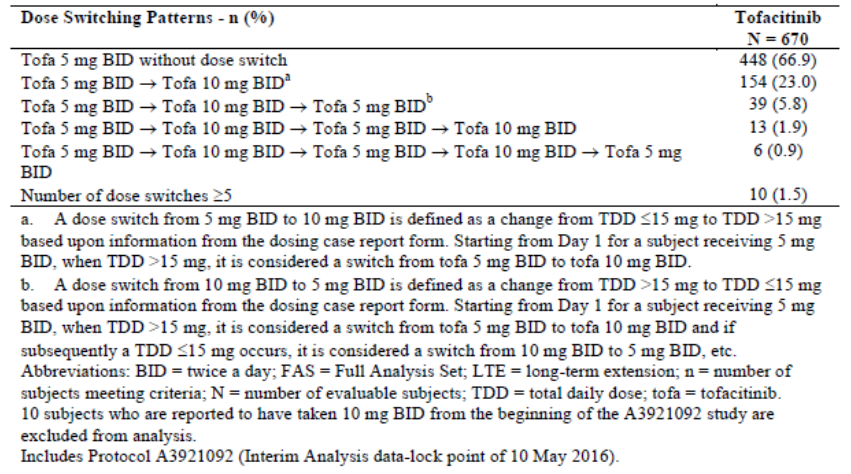 Dose Switching Patterns - n (%) Tofacitinib
N = 670
Tofa 5 mg BID without dose switch 448 (66.9)
Tofa 5 mg BID → Tofa 10 mg BIDa 154 (23.0)
Tofa 5 mg BID → Tofa 10 mg BID → Tofa 5 mg BIDb 39 (5.8)
Tofa 5 mg BID → Tofa 10 mg BID → Tofa 5 mg BID → Tofa 10 mg BID 13 (1.9)
Tofa 5 mg BID → Tofa 10 mg BID → Tofa 5 mg BID → Tofa 10 mg BID → Tofa 5 mg 6 (0.9)
BID
Number of dose switches ≥5 10 (1.5)
a. A dose switch from 5 mg BID to 10 mg BID is defined as a change from TDD ≤15 mg to TDD >15 mg
based upon information from the dosing case report form. Starting from Day 1 for a subject receiving 5 mg
BID, when TDD >15 mg, it is considered a switch from tofa 5 mg BID to tofa 10 mg BID.
b. A dose switch from 10 mg BID to 5 mg BID is defined as a change from TDD >15 mg to TDD ≤15 mg
based upon information from the dosing case report form. Starting from Day 1 for a subject receiving 5 mg
BID, when TDD >15 mg, it is considered a switch from tofa 5 mg BID to tofa 10 mg BID and if
subsequently a TDD ≤15 mg occurs, it is considered a switch from 10 mg BID to 5 mg BID, etc.
Abbreviations: BID = twice a day; FAS = Full Analysis Set; LTE = long-term extension; n = number of
subjects meeting criteria; N = number of evaluable subjects; TDD = total daily dose; tofa = tofacitinib.
10 subjects who are reported to have taken 10 mg BID from the beginning of the A3921092 study are
excluded from analysis.
Includes Protocol A3921092 (Interim Analysis data-lock point of 10 May 2016).